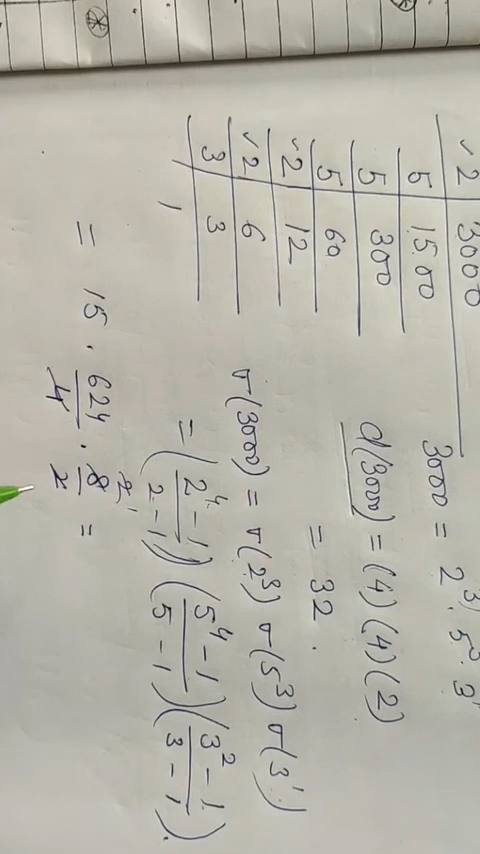 ✓2 | 3000
5 | 1500
5 | 300
5 | 60
✓2 | 12
✓2 | 6
3 | 3
1
3000 = 2³ · 5³ · 3¹
d(3000) = (4)(4)(2)
= 32.
σ(3000) = σ(2³) σ(5³) σ(3¹)
= ((2⁴-1)/(2-1)) ((5⁴-1)/(5-1)) ((3²-1)/(3-1)).
= 15 · 624/4 · 8/2 =